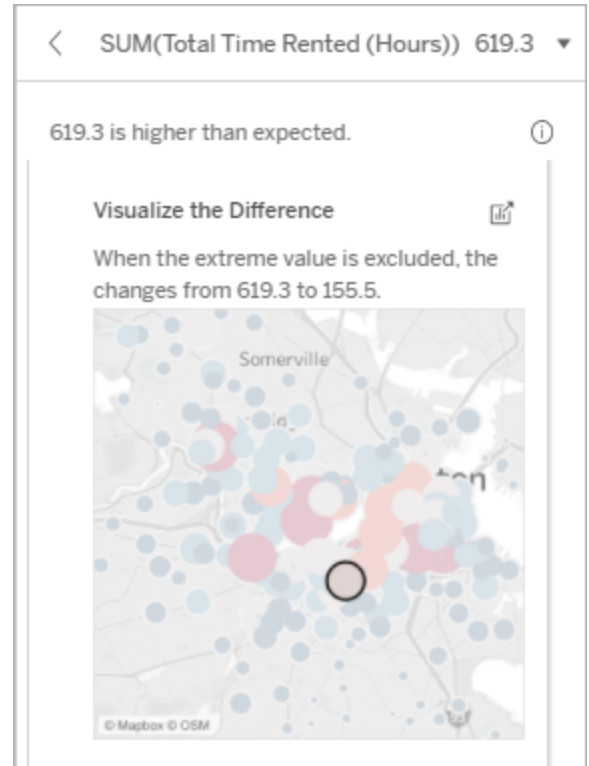 SUM(Total Time Rented (Hours)) 619.3
619.3 is higher than expected.
Visualize the Difference
When the extreme value is excluded, the
changes from 619.3 to 155.5.
Somerville
ton
© Mapbox © OSM